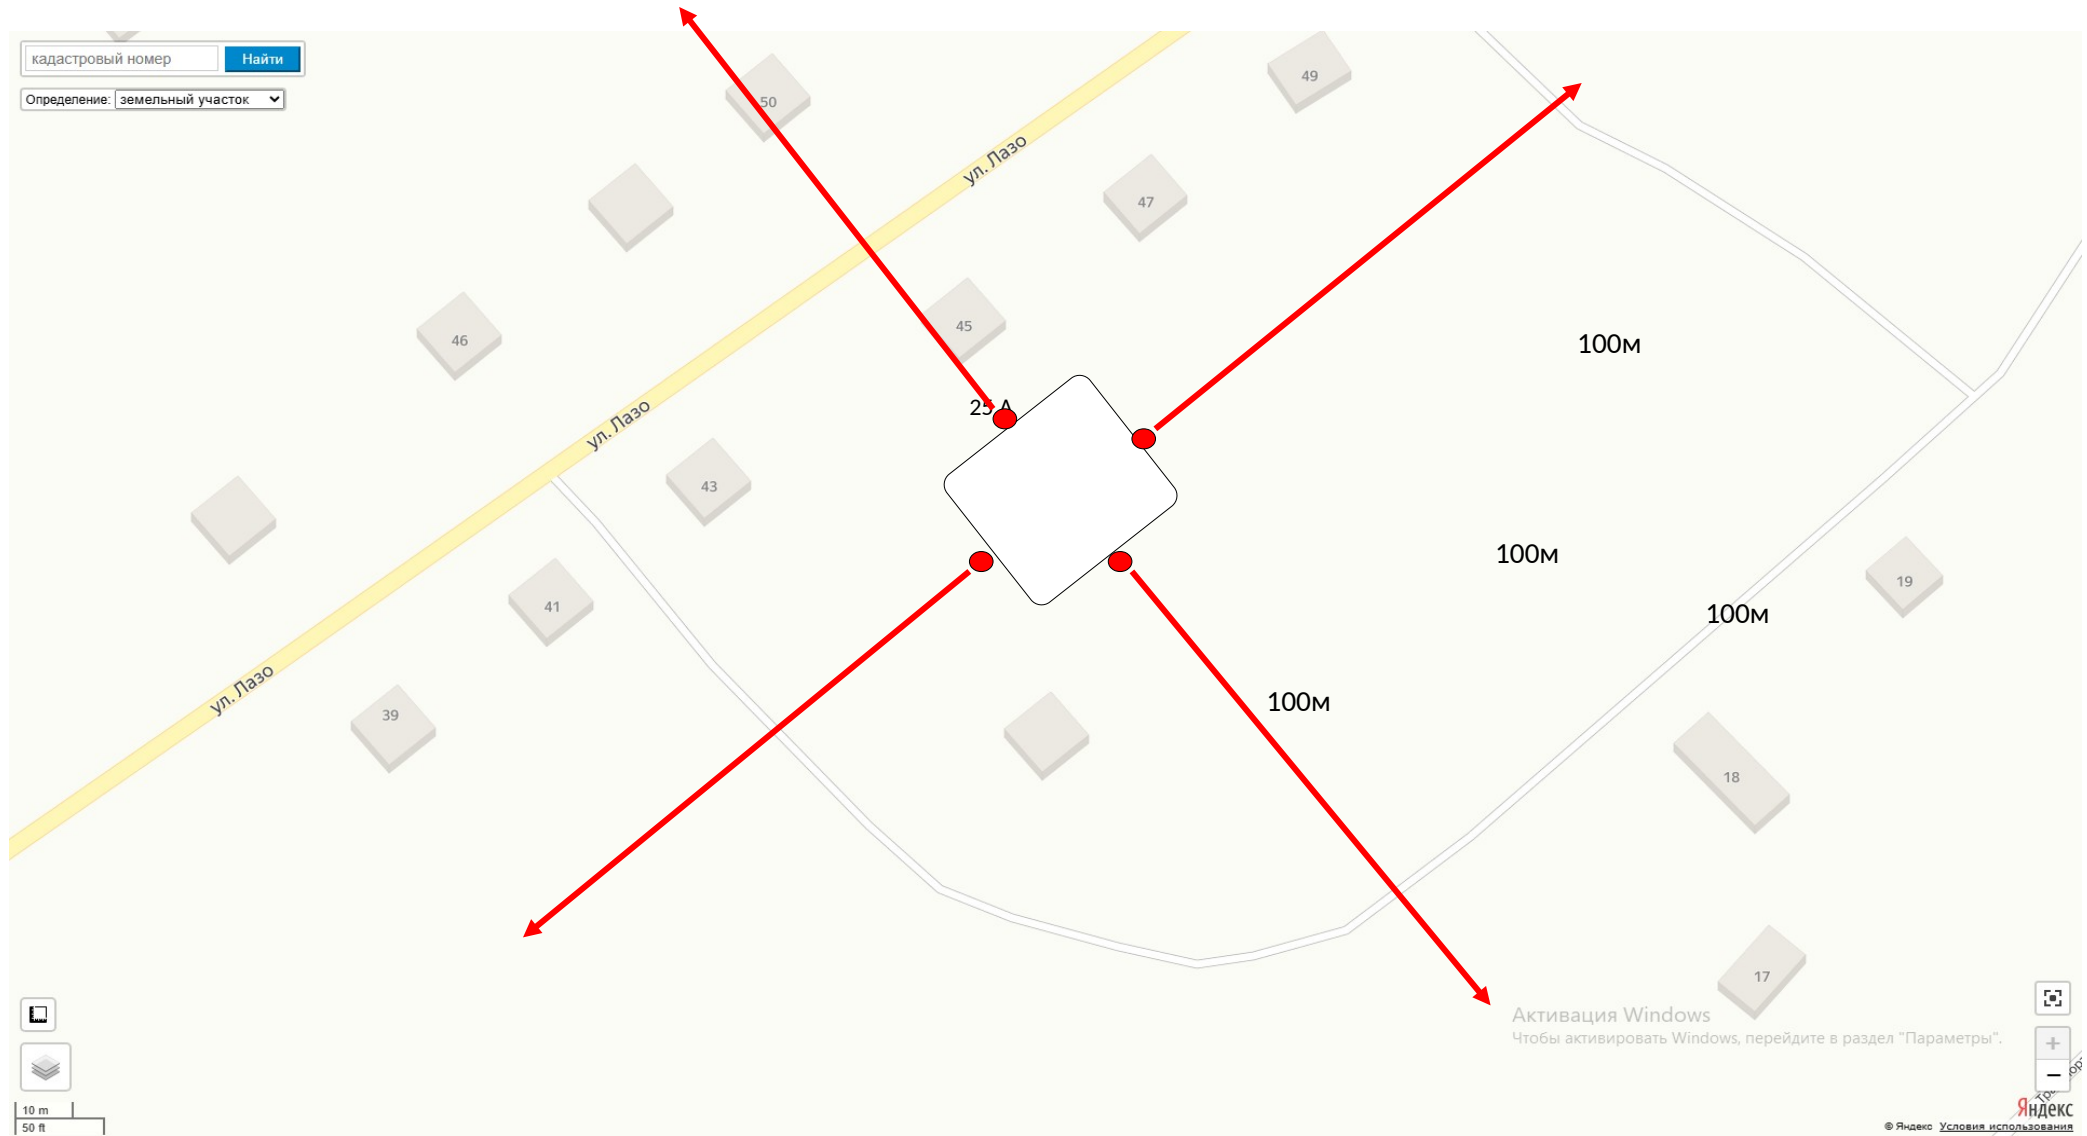 кадастровый номер Найти
Определение: земельный участок
50
49
ул. Лазо
47
45
46
100м
25 А
ул. Лазо
43
100м
19
41
100м
ул. Лазо
39
100м
18
17
Активация Windows
Чтобы активировать Windows, перейдите в раздел "Параметры".
10 m
50 ft
Яндекс
© Яндекс Условия использования